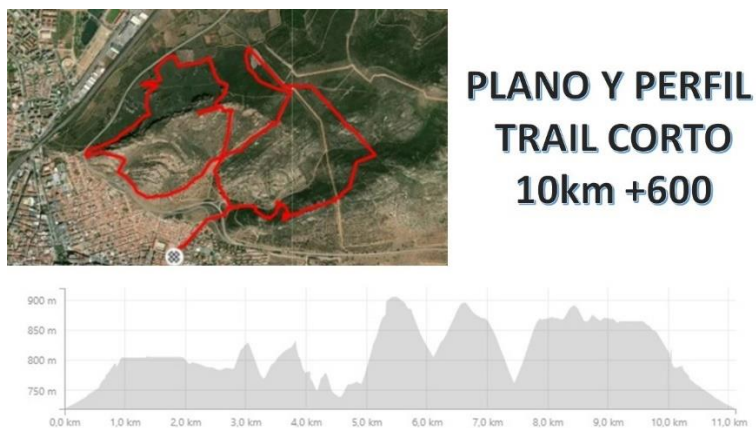 PLANO Y PERFIL
TRAIL CORTO
10km +600
900 m
850 m
800 m
750 m
0,0 km 1,0 km 2,0 km 3,0 km 4,0 km 5,0 km 6,0 km 7,0 km 8,0 km 9,0 km 10,0 km 11,0 km